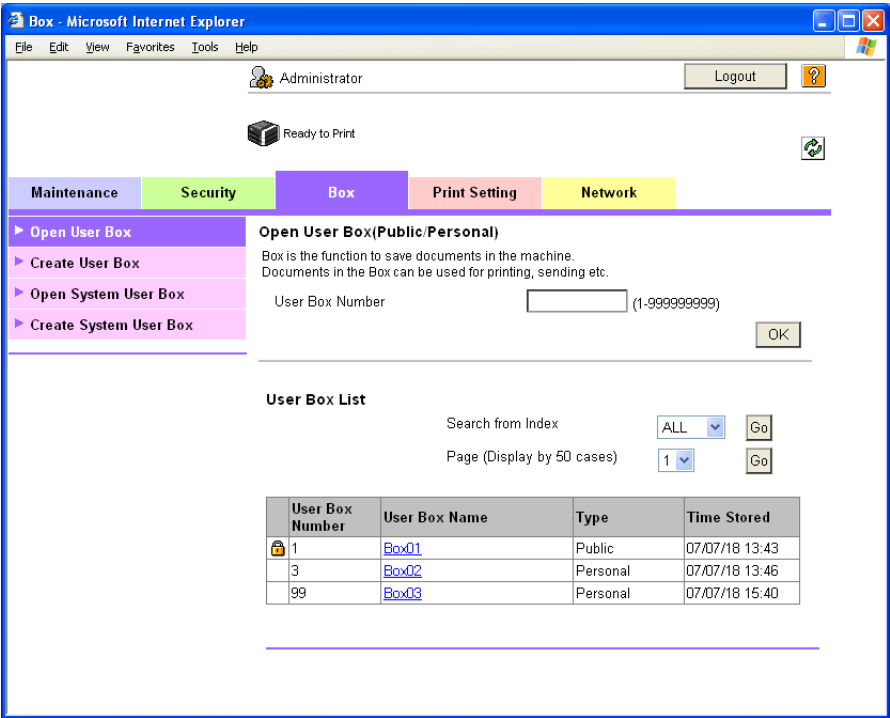 Box - Microsoft Internet Explorer
File Edit View Favorites Tools Help
Administrator Logout ?
Ready to Print
Maintenance Security Box Print Setting Network
Open User Box
Create User Box
Open System User Box
Create System User Box
Open User Box(Public/Personal)
Box is the function to save documents in the machine.
Documents in the Box can be used for printing, sending etc.
User Box Number (1-999999999)
OK
User Box List
Search from Index ALL Go
Page (Display by 50 cases) 1 Go
User Box Number User Box Name Type Time Stored
1 Box01 Public 07/07/18 13:43
3 Box02 Personal 07/07/18 13:46
99 Box03 Personal 07/07/18 15:40